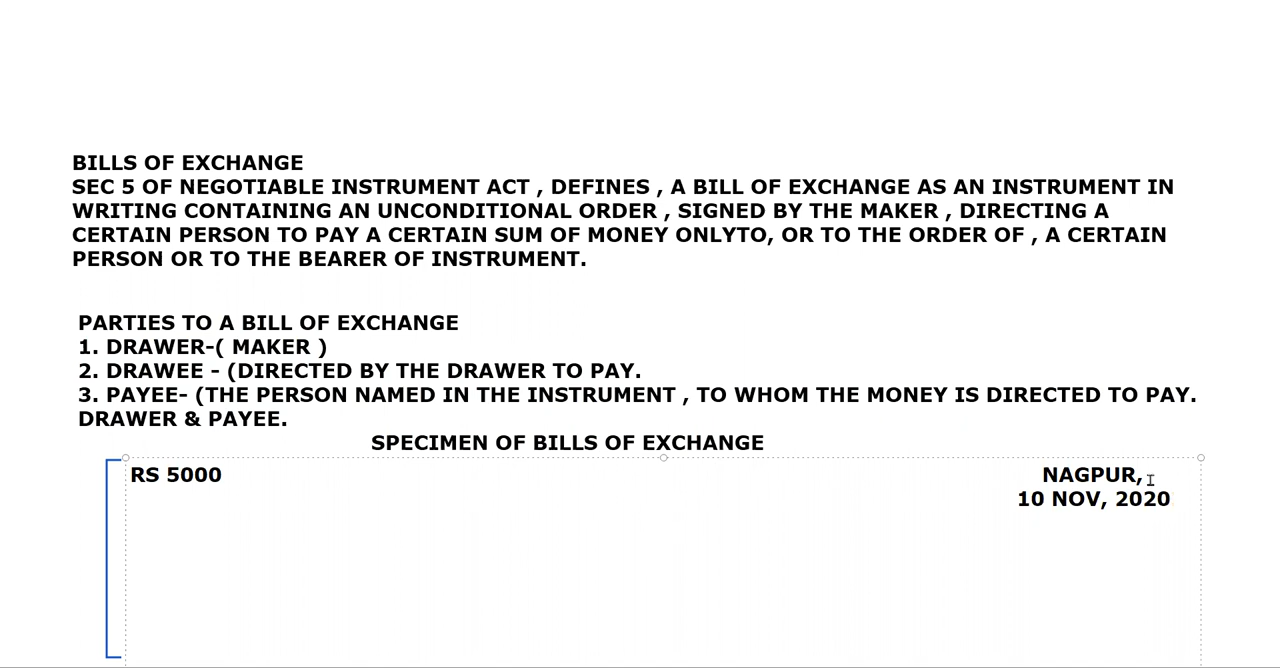 BILLS OF EXCHANGE
SEC 5 OF NEGOTIABLE INSTRUMENT ACT , DEFINES , A BILL OF EXCHANGE AS AN INSTRUMENT IN
WRITING CONTAINING AN UNCONDITIONAL ORDER , SIGNED BY THE MAKER , DIRECTING A
CERTAIN PERSON TO PAY A CERTAIN SUM OF MONEY ONLYTO, OR TO THE ORDER OF , A CERTAIN
PERSON OR TO THE BEARER OF INSTRUMENT.
PARTIES TO A BILL OF EXCHANGE
1. DRAWER-( MAKER )
2. DRAWEE - (DIRECTED BY THE DRAWER TO PAY.
3. PAYEE- (THE PERSON NAMED IN THE INSTRUMENT , TO WHOM THE MONEY IS DIRECTED TO PAY.
DRAWER & PAYEE.
SPECIMEN OF BILLS OF EXCHANGE
RS 5000 NAGPUR,
10 NOV, 2020